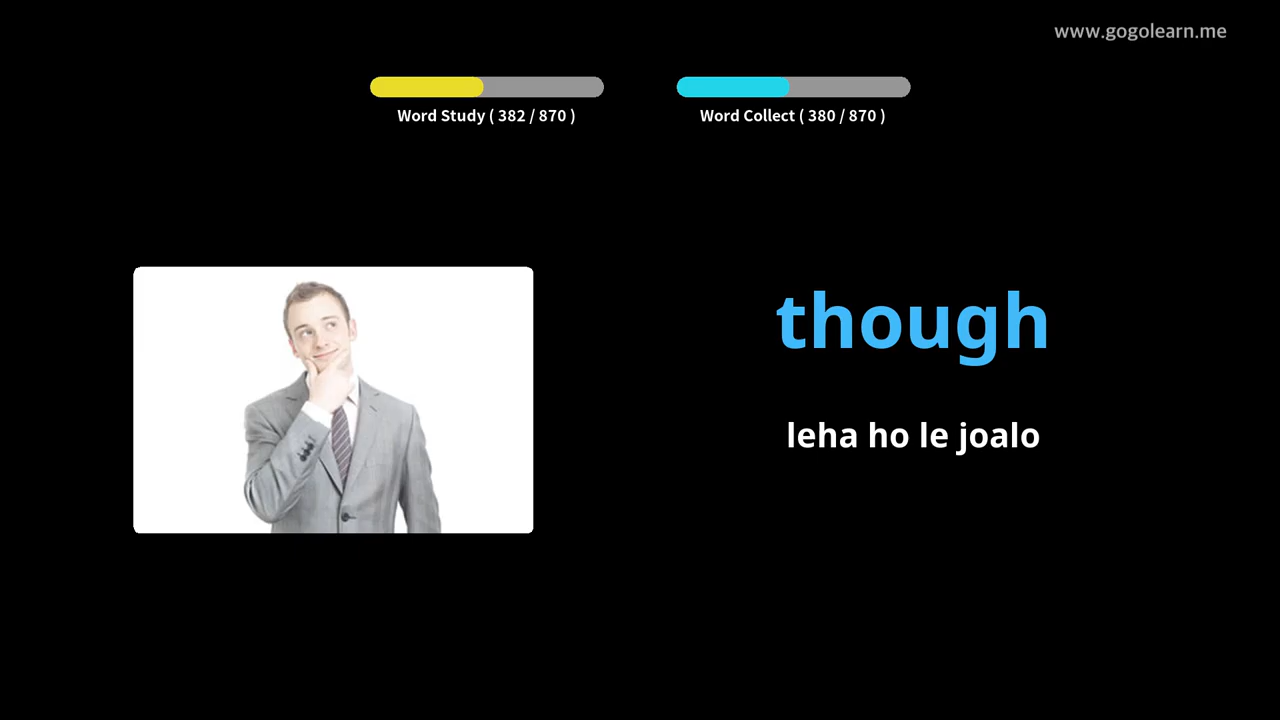 www.gogolearn.me
Word Study ( 382 / 870 )
Word Collect ( 380 / 870 )
though
leha ho le joalo